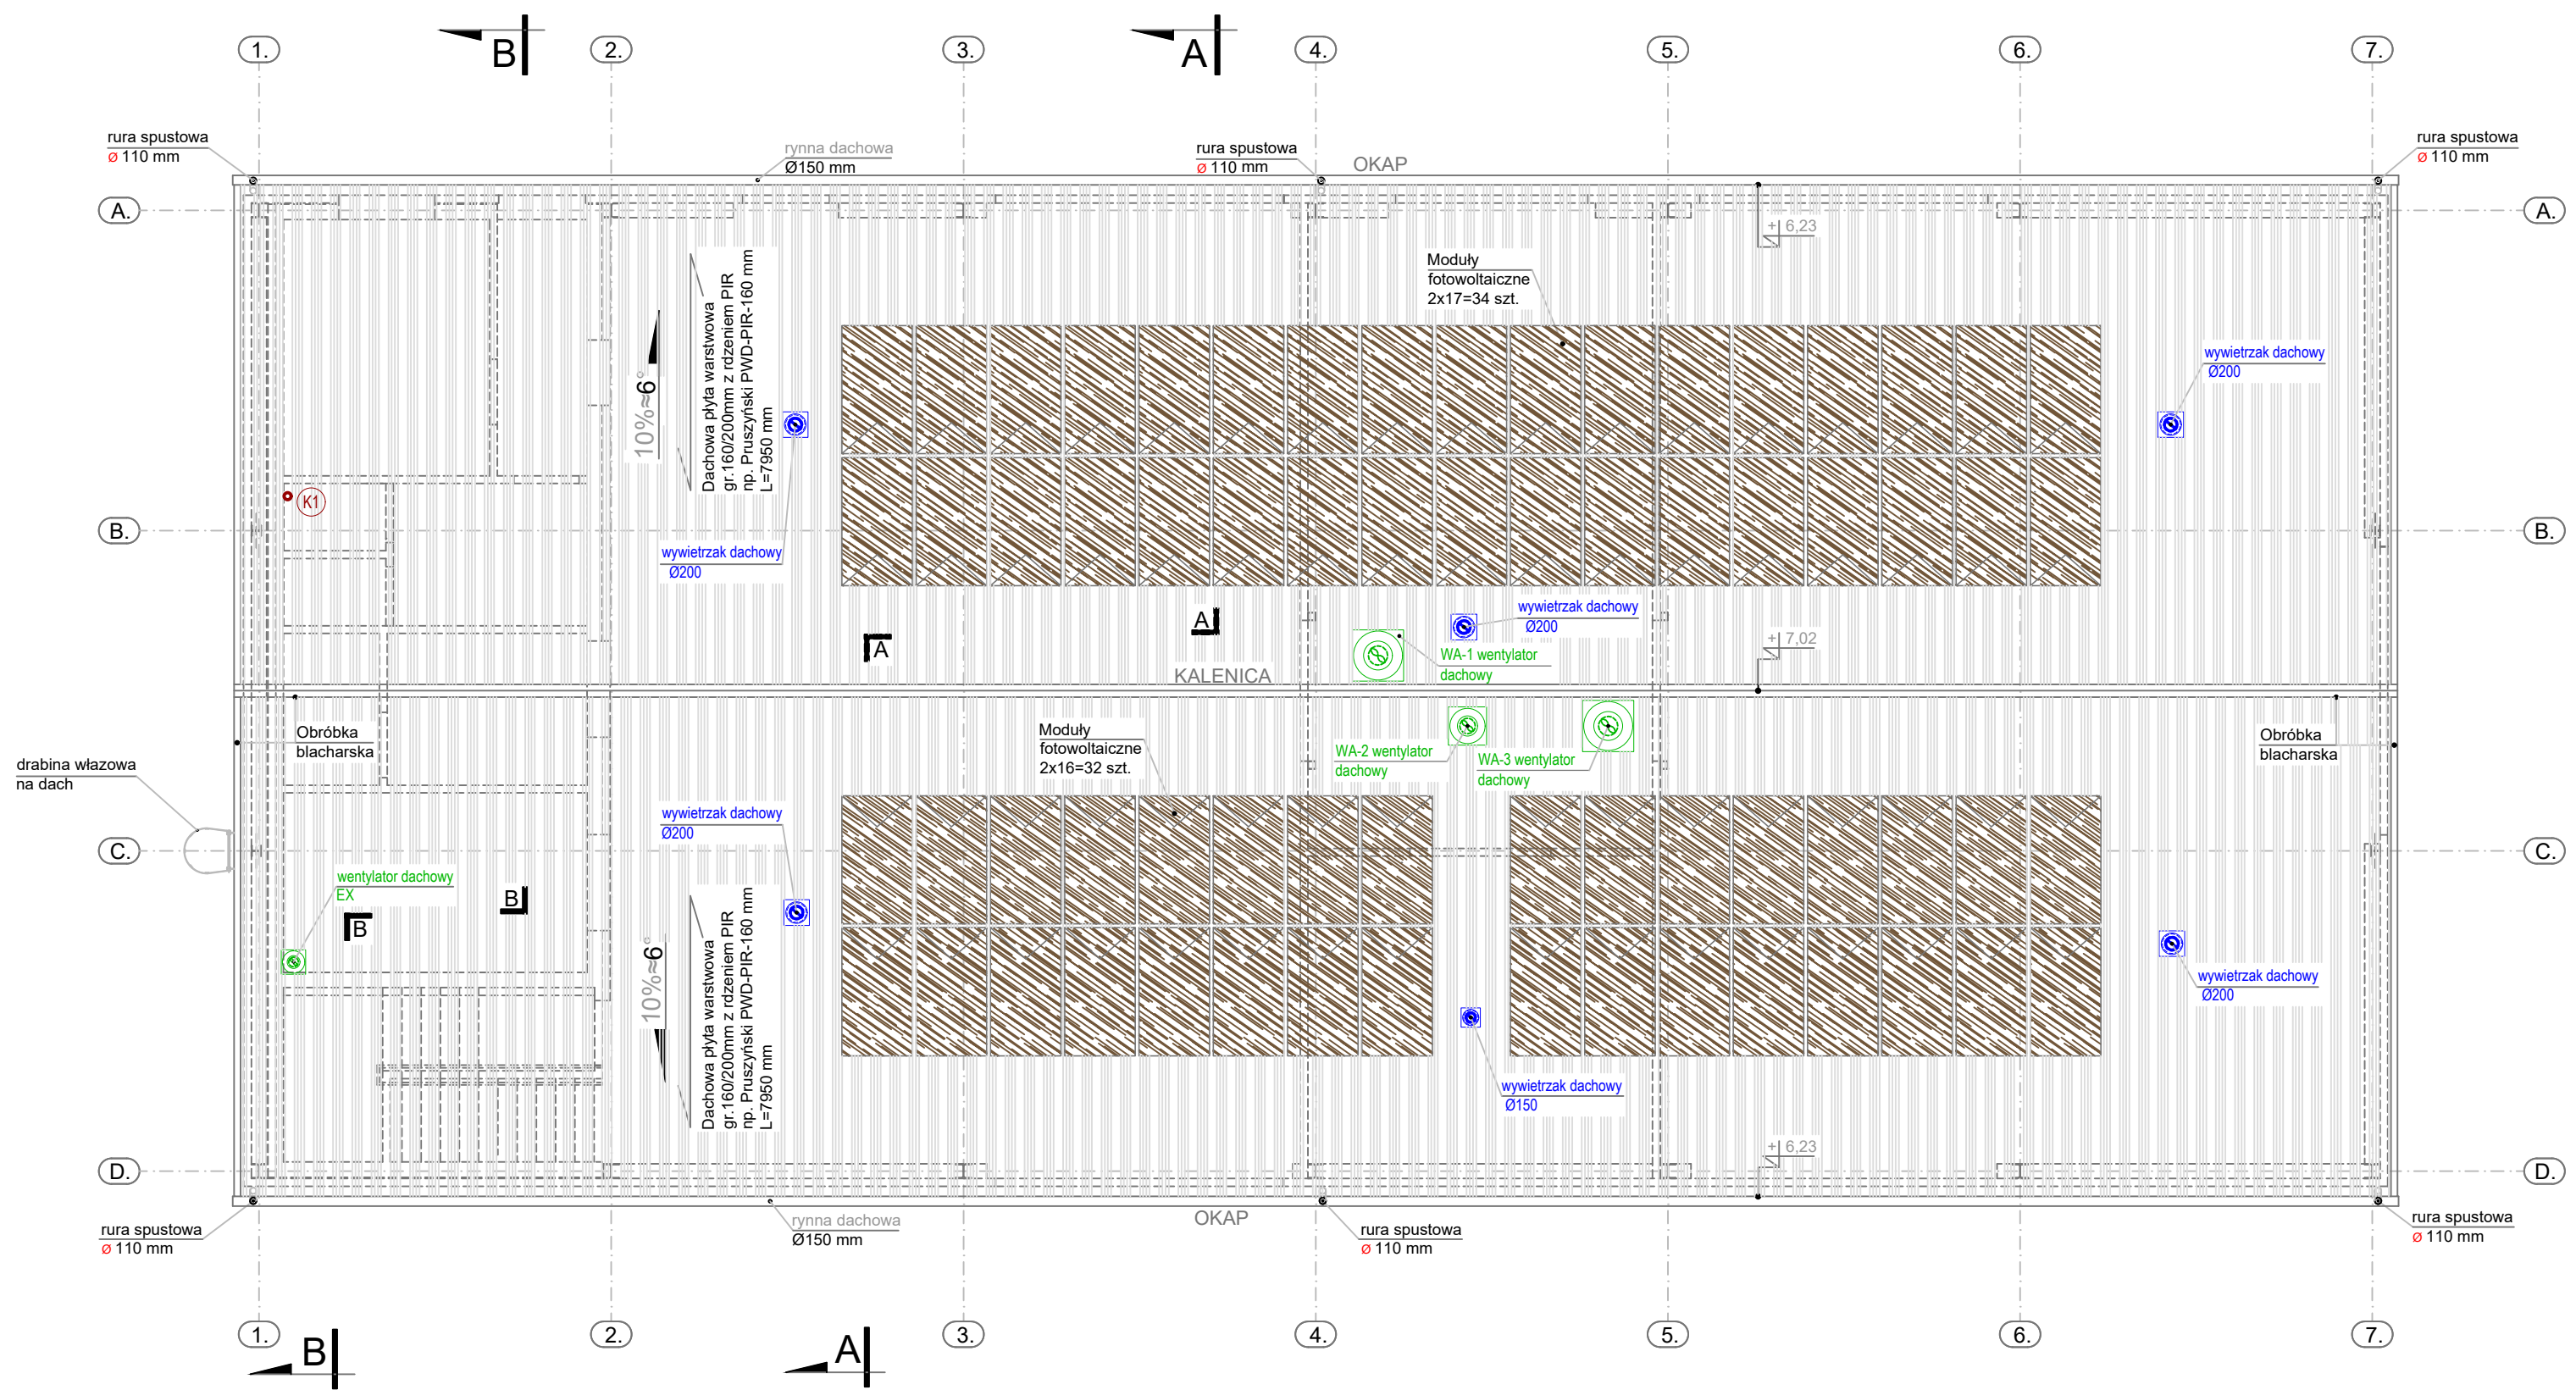 B
A
1.
2.
3.
4.
5.
6.
7.
rura spustowa
Ø 110 mm
rynna dachowa
Ø150 mm
rura spustowa
Ø 110 mm
OKAP
rura spustowa
Ø 110 mm
A.
A.
+ 6,23
Moduły
fotowoltaiczne
2x17=34 szt.
Dachowa płyta warstwowa
gr.160/200mm z rdzeniem PIR
np. Pruszyński PWD-PIR-160 mm
L=7950 mm
10%≈6°
wywietrzak dachowy
Ø200
K1
B.
B.
wywietrzak dachowy
Ø200
wywietrzak dachowy
Ø200
A
A
WA-1 wentylator
dachowy
+ 7,02
KALENICA
Obróbka
blacharska
Moduły
fotowoltaiczne
2x16=32 szt.
WA-2 wentylator
dachowy
WA-3 wentylator
dachowy
Obróbka
blacharska
drabina włazowa
na dach
wywietrzak dachowy
Ø200
C.
C.
wentylator dachowy
EX
B
B
Dachowa płyta warstwowa
gr.160/200mm z rdzeniem PIR
np. Pruszyński PWD-PIR-160 mm
L=7950 mm
10%≈6°
wywietrzak dachowy
Ø200
wywietrzak dachowy
Ø150
+ 6,23
D.
D.
rura spustowa
Ø 110 mm
rynna dachowa
Ø150 mm
OKAP
rura spustowa
Ø 110 mm
rura spustowa
Ø 110 mm
1.
2.
3.
4.
5.
6.
7.
B
A